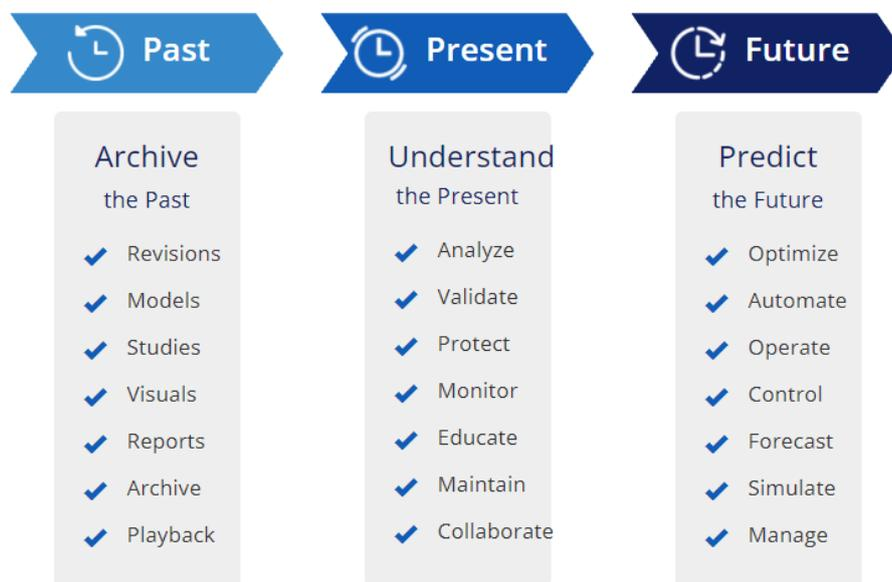 Past
Present
Future
Archive
the Past
Revisions
Models
Studies
Visuals
Reports
Archive
Playback
Understand
the Present
Analyze
Validate
Protect
Monitor
Educate
Maintain
Collaborate
Predict
the Future
Optimize
Automate
Operate
Control
Forecast
Simulate
Manage